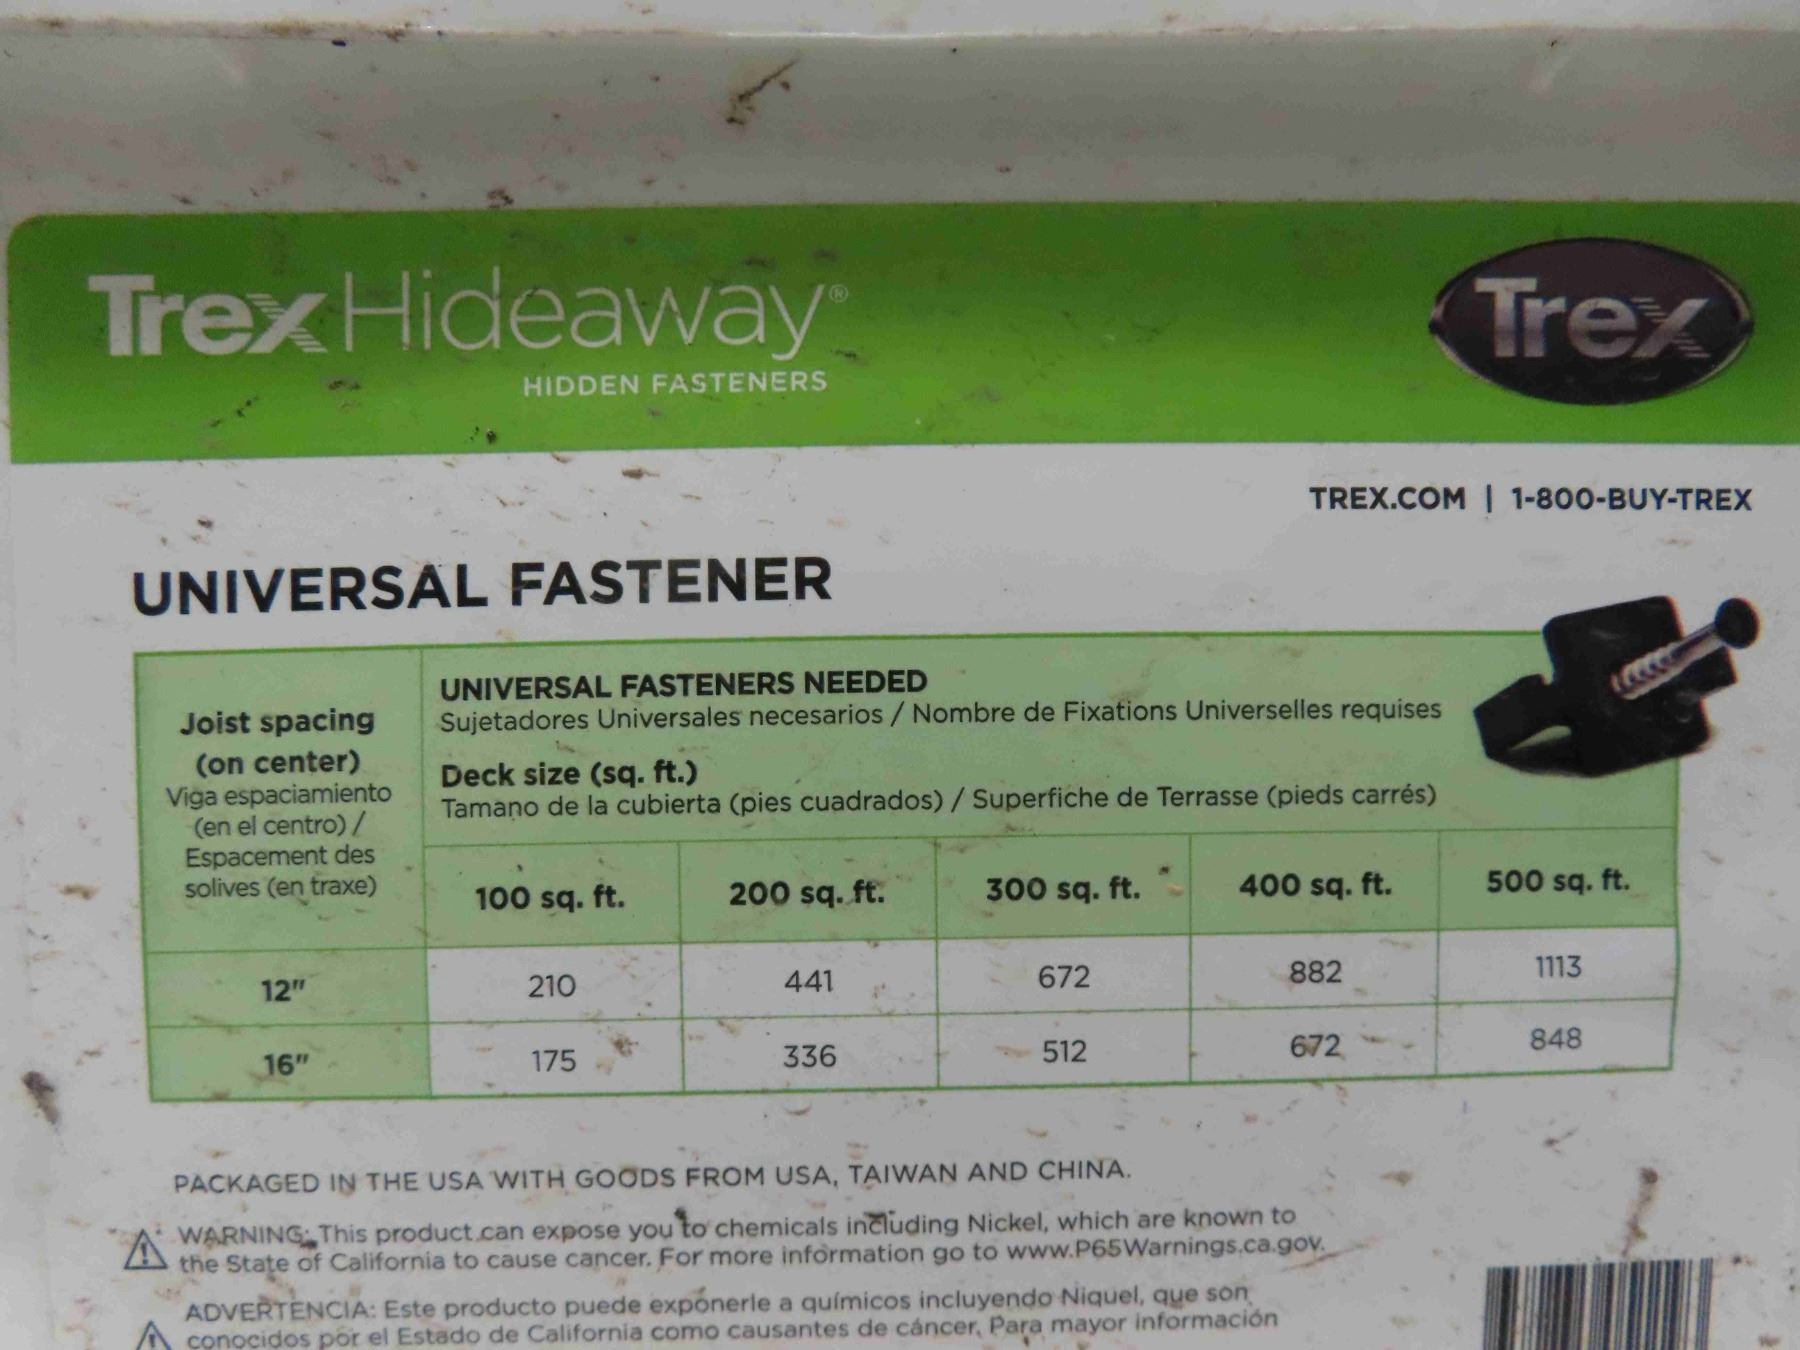 Trex Hideaway®
HIDDEN FASTENERS
Trex
TREX.COM | 1-800-BUY-TREX
UNIVERSAL FASTENER
Joist spacing
(on center)
Viga espaciamiento
(en el centro) /
Espacement des
solives (en traxe)
UNIVERSAL FASTENERS NEEDED
Sujetadores Universales necesarios / Nombre de Fixations Universelles requises
Deck size (sq. ft.)
Tamano de la cubierta (pies cuadrados) / Superfiche de Terrasse (pieds carrés)
100 sq. ft. 200 sq. ft. 300 sq. ft. 400 sq. ft. 500 sq. ft.
12" 210 441 672 882 1113
16" 175 336 512 672 848
PACKAGED IN THE USA WITH GOODS FROM USA, TAIWAN AND CHINA.
WARNING: This product can expose you to chemicals including Nickel, which are known to
the State of California to cause cancer. For more information go to www.P65Warnings.ca.gov.
ADVERTENCIA: Este producto puede exponerle a químicos incluyendo Niquel, que son
conocidos por el Estado de California como causantes de cáncer. Para mayor información